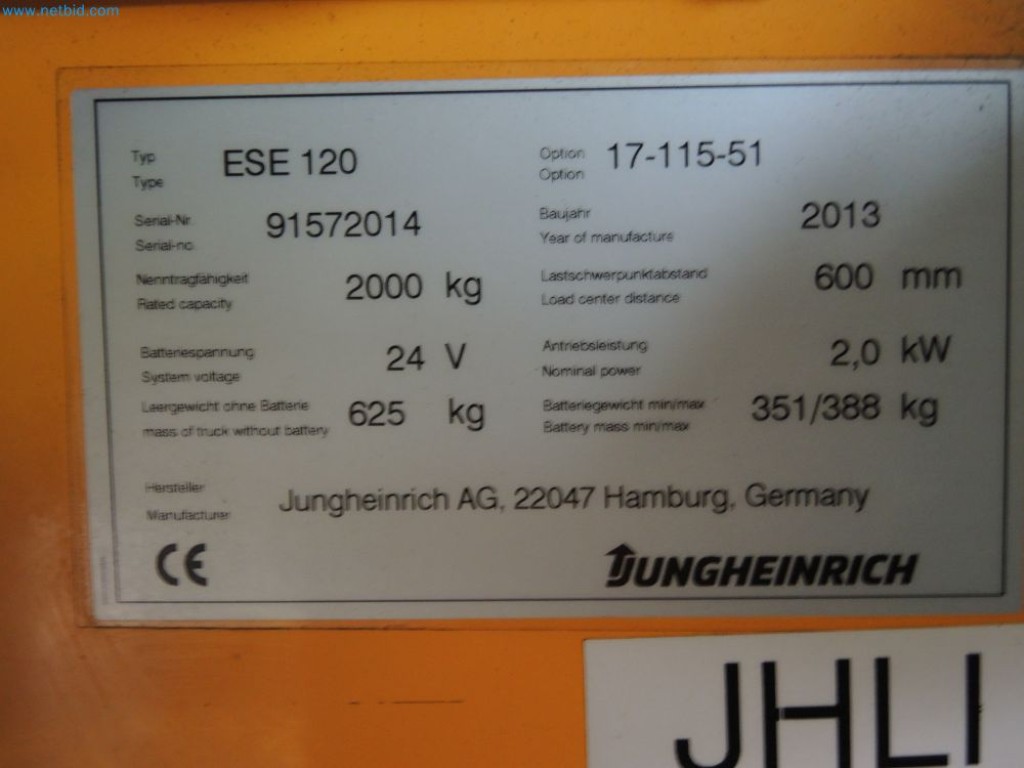 www.netbid.com
Typ
Type
ESE 120
Option
Option
17-115-51
Serial-Nr.
Serial-no.
91572014
Baujahr
Year of manufacture
2013
Nenntragfähigkeit
Rated capacity
2000 kg
Lastschwerpunktabstand
Load center distance
600 mm
Batteriespannung
System voltage
24 V
Antriebsleistung
Nominal power
2,0 kW
Leergewicht ohne Batterie
mass of truck without battery
625 kg
Batteriegewicht min/max
Battery mass min/max
351/388 kg
Hersteller
Manufacturer
Jungheinrich AG, 22047 Hamburg, Germany
CE
JUNGHEINRICH
JHLI